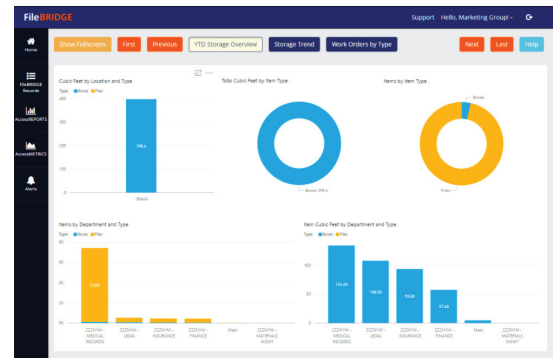 FileBRIDGE
Support Hello, Marketing Group! -
Home
FileBRIDGE Records
AccessREPORTS
AccessMETRICS
Alerts
Show Fullscreen First Previous YTD Storage Overview Storage Trend Work Orders by Type Next Last Help
Cubic Feet by Location and Type
Type Boxes Files
400
300
200
100
0
(Blank)
Total Cubic Feet by Item Type
Items by Item Type
Boxes
Files
Items by Department and Type
Type Boxes Files
ZZZNYM - MEDICAL RECORDS
ZZZNYM - LEGAL
ZZZNYM - INSURANCE
ZZZNYM - FINANCE
Main
ZZZNYM - MATERIALS MGMT
Item Cubic Feet by Department and Type
Type Boxes Files
100
50
0
ZZZNYM - MEDICAL RECORDS
ZZZNYM - LEGAL
ZZZNYM - INSURANCE
ZZZNYM - FINANCE
Main
ZZZNYM - MATERIALS MGMT